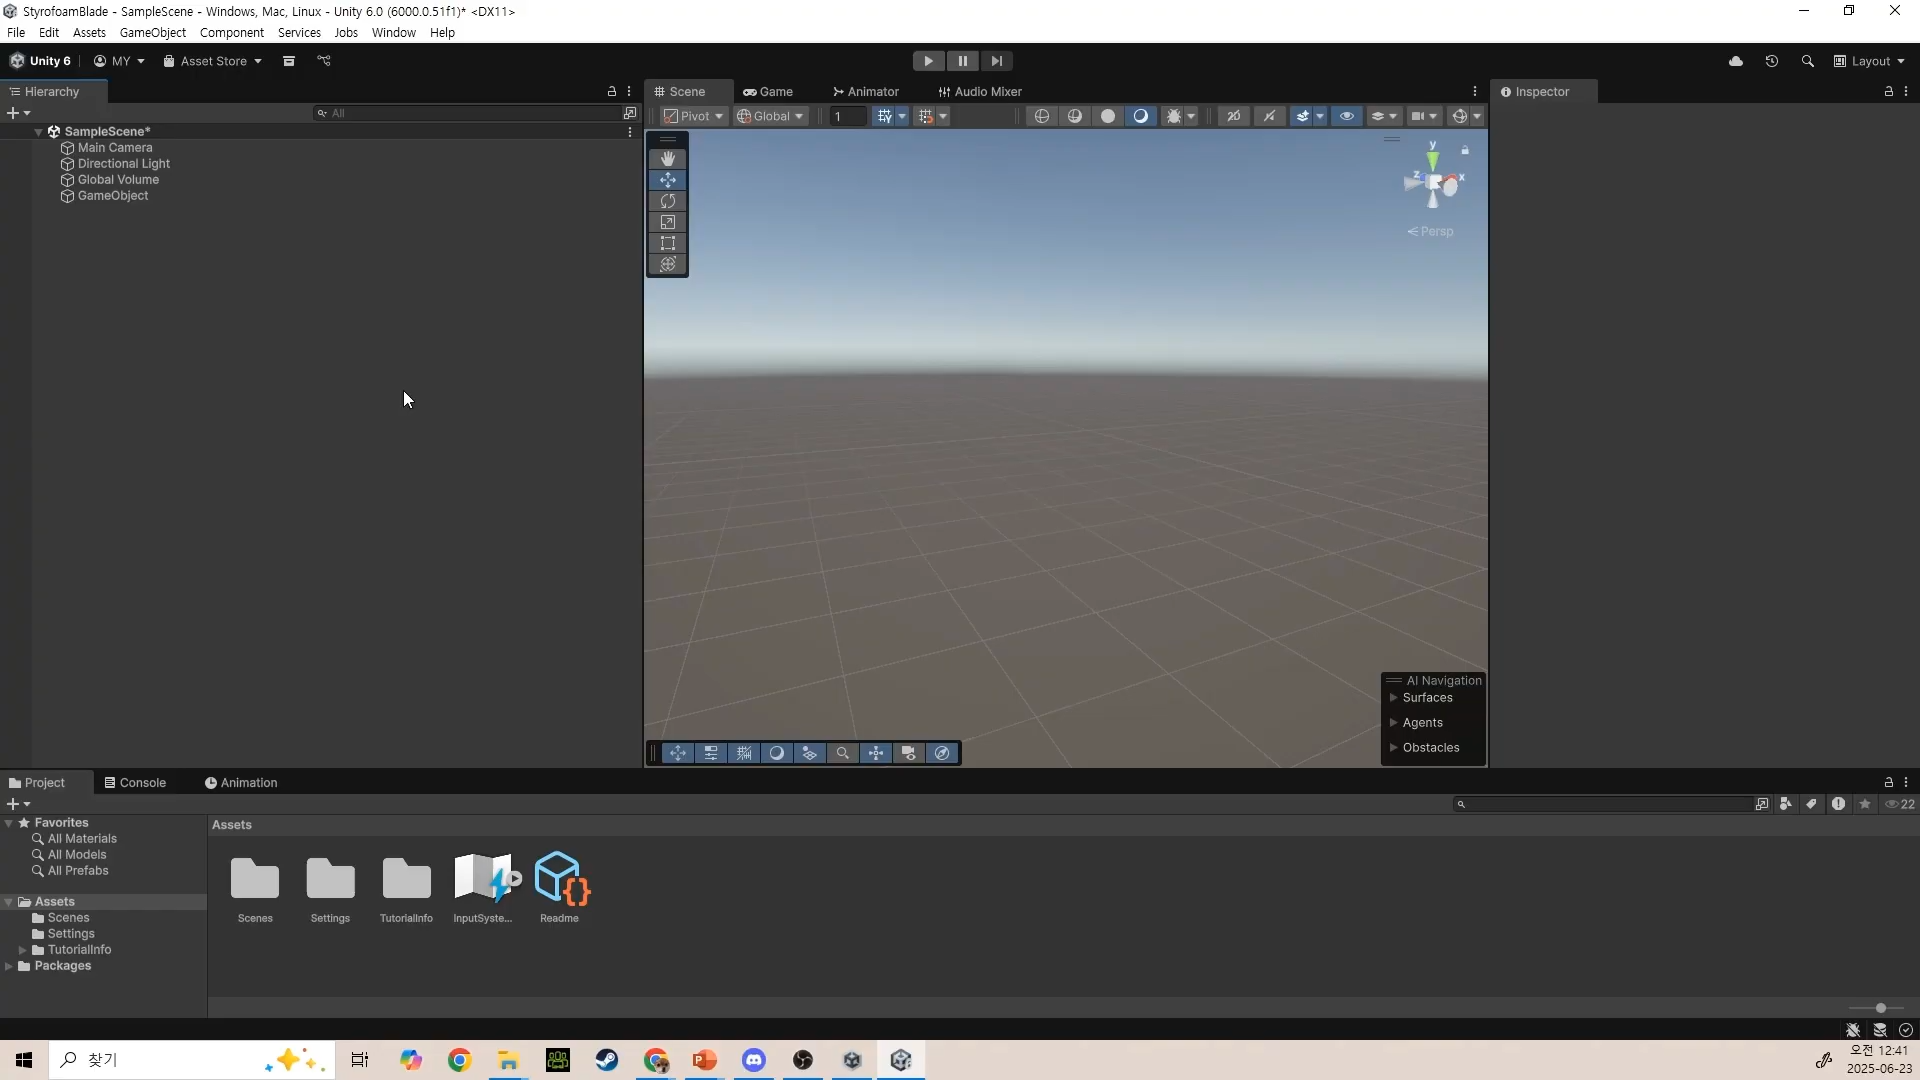 StyrofoamBlade - SampleScene - Windows, Mac, Linux - Unity 6.0 (6000.0.51f1)* <DX11>
File Edit Assets GameObject Component Services Jobs Window Help
Unity 6 MY Asset Store Layout
Hierarchy
All
SampleScene*
Main Camera
Directional Light
Global Volume
GameObject
Scene Game Animator Audio Mixer
Pivot Global 1 2D
y
z x
Persp
AI Navigation
Surfaces
Agents
Obstacles
Inspector
Project Console Animation
22
Favorites
All Materials
All Models
All Prefabs
Assets
Scenes
Settings
TutorialInfo
Packages
Assets
Scenes Settings TutorialInfo InputSyste... Readme
찾기
오전 12:41
2025-06-23